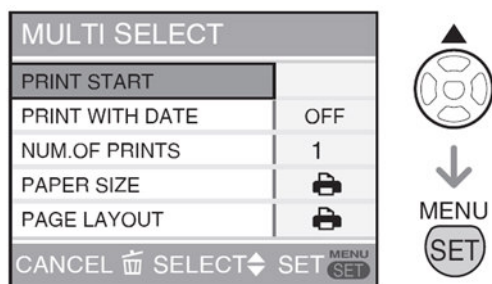 MULTI SELECT
PRINT START
PRINT WITH DATE OFF
NUM.OF PRINTS 1
PAPER SIZE
PAGE LAYOUT
CANCEL SELECT SET MENU SET
MENU
SET